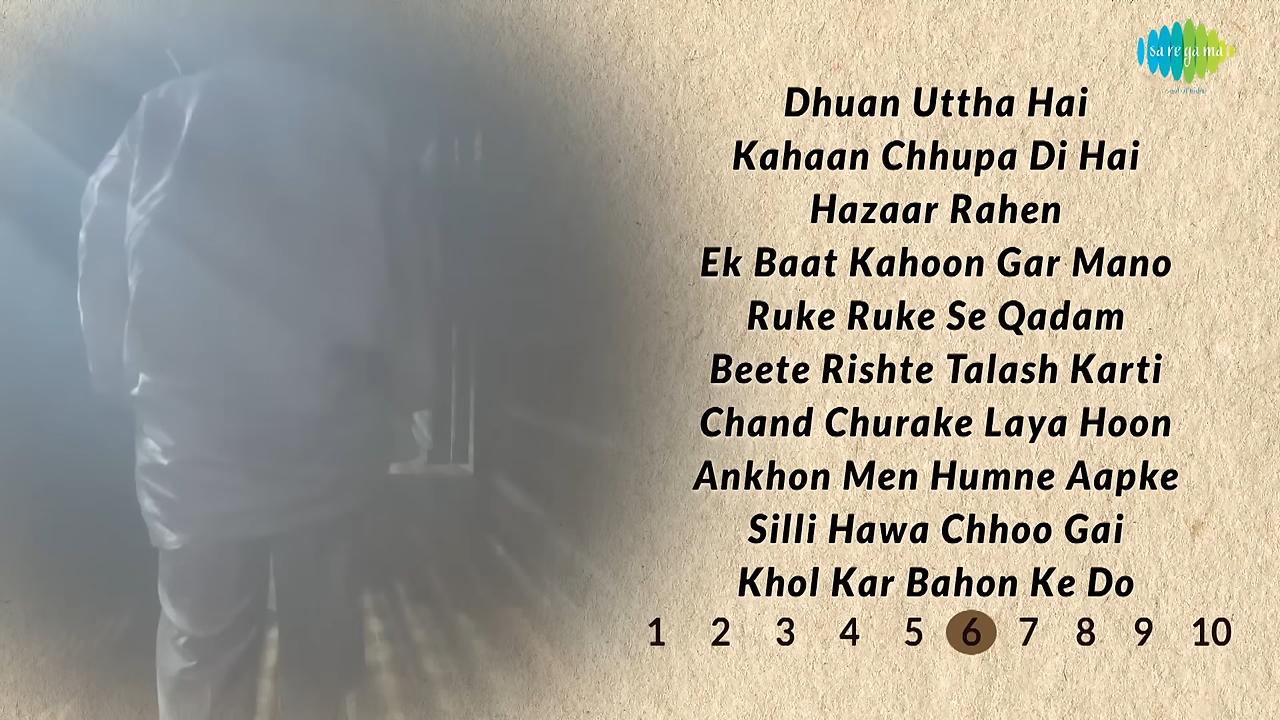 sa re ga ma
Dhuan Uttha Hai
Kahaan Chhupa Di Hai
Hazaar Rahen
Ek Baat Kahoon Gar Mano
Ruke Ruke Se Qadam
Beete Rishte Talash Karti
Chand Churake Laya Hoon
Ankhon Men Humne Aapke
Silli Hawa Chhoo Gai
Khol Kar Bahon Ke Do
1 2 3 4 5 6 7 8 9 10